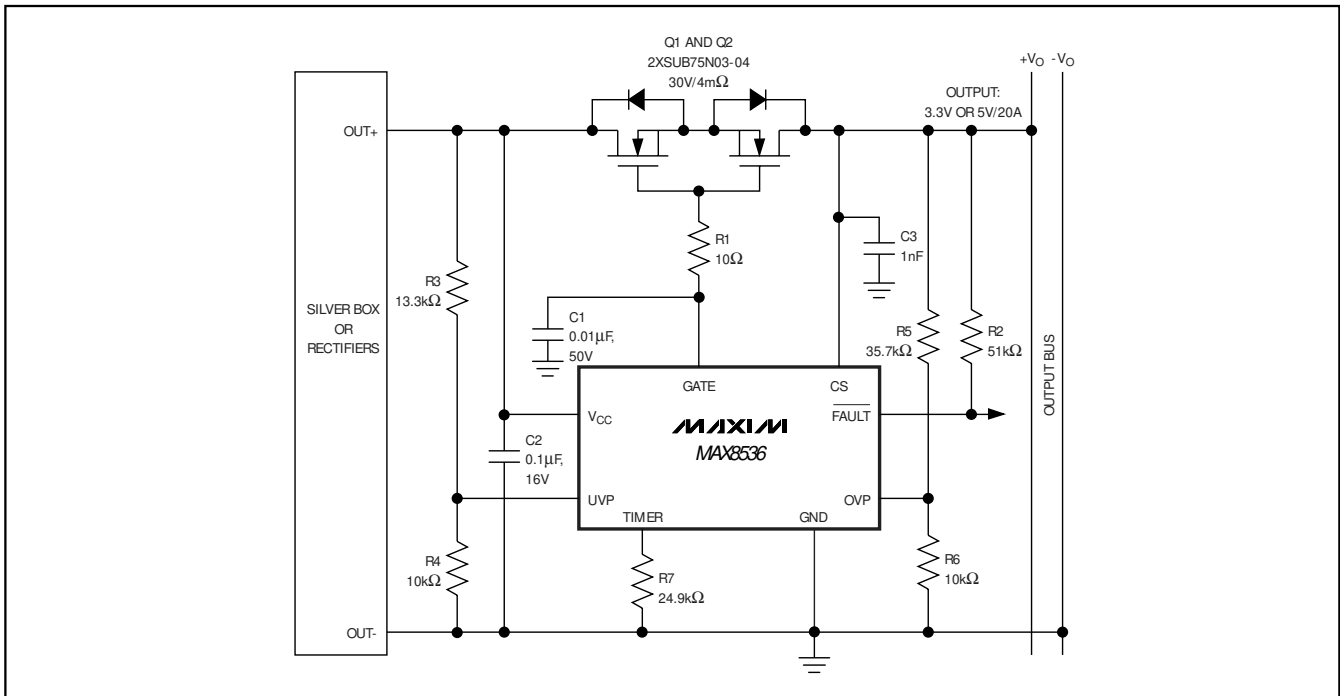 Q1 AND Q2
2XSUB75N03-04
30V/4mΩ
+VO -VO
OUTPUT:
3.3V OR 5V/20A
OUT+
R1
10Ω
C3
1nF
R3
13.3kΩ
SILVER BOX
OR
RECTIFIERS
C1
0.01µF,
50V
R5
35.7kΩ
R2
51kΩ
OUTPUT BUS
GATE
CS
VCC
MAXIM
MAX8536
FAULT
C2
0.1µF,
16V
UVP
OVP
TIMER
GND
R4
10kΩ
R7
24.9kΩ
R6
10kΩ
OUT-